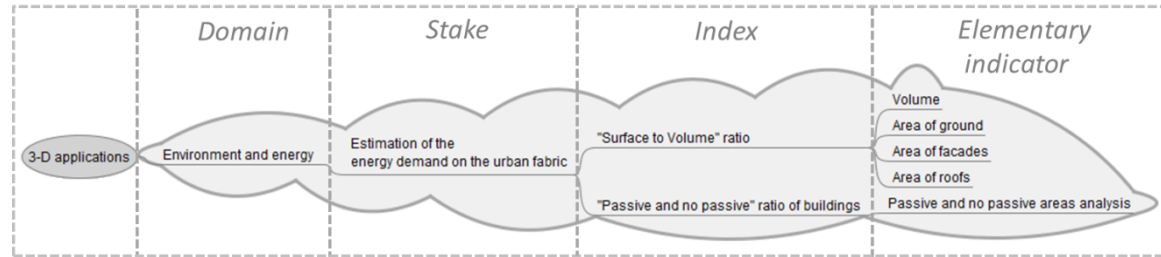 Domain
Stake
Index
Elementary
indicator
3-D applications
Environment and energy
Estimation of the
energy demand on the urban fabric
"Surface to Volume" ratio
Volume
Area of ground
Area of facades
Area of roofs
"Passive and no passive" ratio of buildings
Passive and no passive areas analysis